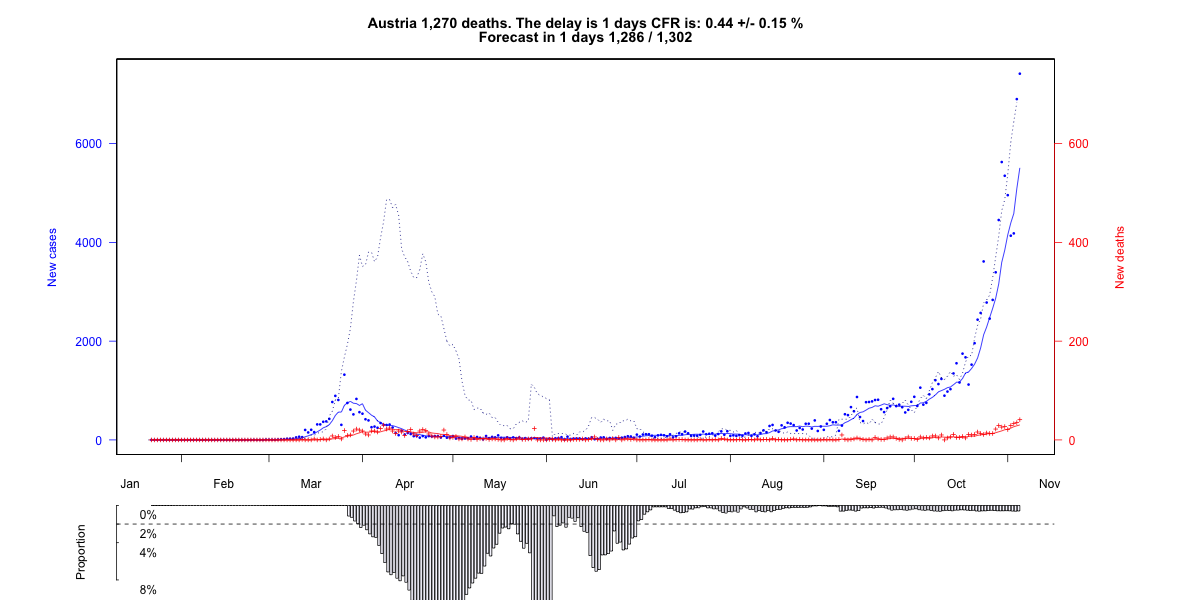 Austria 1,270 deaths. The delay is 1 days CFR is: 0.44 +/- 0.15 %
Forecast in 1 days 1,286 / 1,302
6000
4000
2000
0
New cases
600
400
200
0
New deaths
Jan Feb Mar Apr May Jun Jul Aug Sep Oct Nov
0%
2%
4%
8%
Proportion